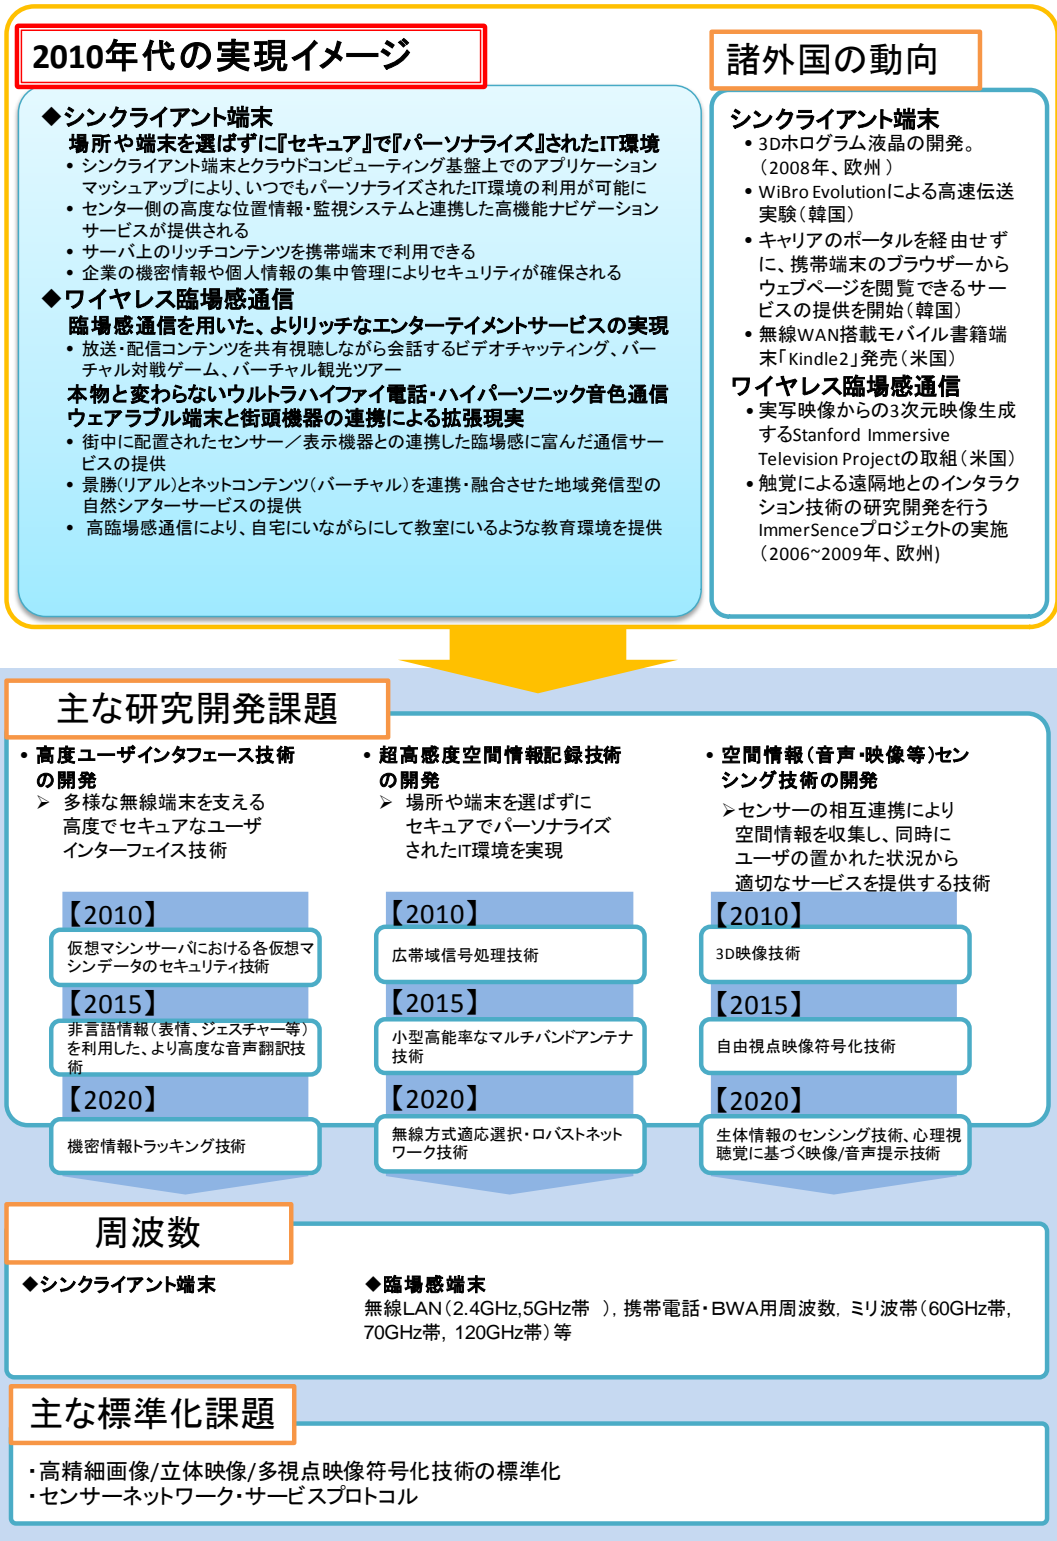 2010年代の実現イメージ
◆シンクライアント端末
場所や端末を選ばずに『セキュア』で『パーソナライズ』されたIT環境
• シンクライアント端末とクラウドコンピューティング基盤上でのアプリケーション
マッシュアップにより、いつでもパーソナライズされたIT環境の利用が可能に
• センター側の高度な位置情報・監視システムと連携した高機能ナビゲーション
サービスが提供される
• サーバ上のリッチコンテンツを携帯端末で利用できる
• 企業の機密情報や個人情報の集中管理によりセキュリティが確保される
◆ワイヤレス臨場感通信
臨場感通信を用いた、よりリッチなエンターテイメントサービスの実現
• 放送・配信コンテンツを共有視聴しながら会話するビデオチャッティング、バー
チャル対戦ゲーム、バーチャル観光ツアー
本物と変わらないウルトラハイファイ電話・ハイパーソニック音色通信
ウェアラブル端末と街頭機器の連携による拡張現実
• 街中に配置されたセンサー／表示機器との連携した臨場感に富んだ通信サー
ビスの提供
• 景勝(リアル)とネットコンテンツ(バーチャル)を連携・融合させた地域発信型の
自然シアターサービスの提供
• 高臨場感通信により、自宅にいながらにして教室にいるような教育環境を提供
諸外国の動向
シンクライアント端末
• 3Dホログラム液晶の開発。
（2008年、欧州）
• WiBro Evolutionによる高速伝送
実験（韓国）
• キャリアのポータルを経由せず
に、携帯端末のブラウザーから
ウェブページを閲覧できるサー
ビスの提供を開始（韓国）
• 無線WAN搭載モバイル書籍端
末「Kindle2」発売（米国）
ワイヤレス臨場感通信
• 実写映像からの3次元映像生成
するStanford Immersive
Television Projectの取組（米国）
• 触覚による遠隔地とのインタラク
ション技術の研究開発を行う
ImmerSenceプロジェクトの実施
（2006~2009年、欧州)
主な研究開発課題
• 高度ユーザインタフェース技術
の開発
➢ 多様な無線端末を支える
高度でセキュアなユーザ
インターフェイス技術
【2010】
仮想マシンサーバにおける各仮想マ
シンデータのセキュリティ技術
【2015】
非言語情報（表情、ジェスチャー等）
を利用した、より高度な音声翻訳技
術
【2020】
機密情報トラッキング技術
• 超高感度空間情報記録技術
の開発
➢ 場所や端末を選ばずに
セキュアでパーソナライズ
されたIT環境を実現
【2010】
広帯域信号処理技術
【2015】
小型高能率なマルチバンドアンテナ
技術
【2020】
無線方式適応選択・ロバストネット
ワーク技術
• 空間情報（音声・映像等）セン
シング技術の開発
➢センサーの相互連携により
空間情報を収集し、同時に
ユーザの置かれた状況から
適切なサービスを提供する技術
【2010】
3D映像技術
【2015】
自由視点映像符号化技術
【2020】
生体情報のセンシング技術、心理視
聴覚に基づく映像/音声提示技術
周波数
◆シンクライアント端末
◆臨場感端末
無線LAN（2.4GHz,5GHz帯 ）, 携帯電話・BWA用周波数, ミリ波帯（60GHz帯,
70GHz帯, 120GHz帯）等
主な標準化課題
・高精細画像/立体映像/多視点映像符号化技術の標準化
・センサーネットワーク・サービスプロトコル